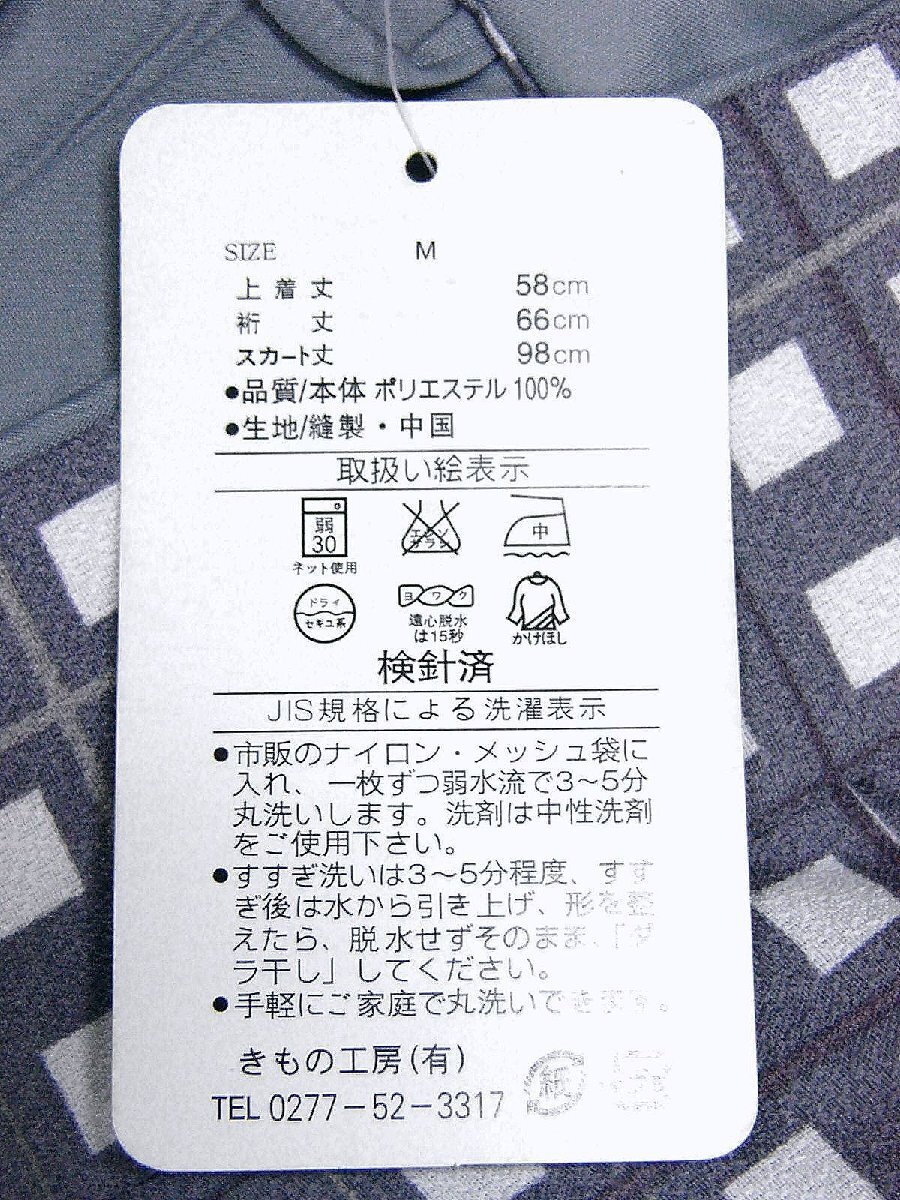 SIZE M
上着丈 58cm
裄丈 66cm
スカート丈 98cm
●品質/本体 ポリエステル 100%
●生地/縫製・中国
取扱い絵表示
弱 エンソサラシ 中
30
ネット使用
ドライ ヨワク
セキユ系 遠心脱水
は15秒 かげぼし
検針済
JIS規格による洗濯表示
●市販のナイロン・メッシュ袋に
入れ、一枚ずつ弱水流で3～5分
丸洗いします。洗剤は中性洗剤
をご使用下さい。
●すすぎ洗いは3～5分程度、すす
ぎ後は水から引き上げ、形を整
えたら、脱水せずそのまま、「ダ
ラ干し」してください。
●手軽にご家庭で丸洗いできます。
きもの工房(有)
紙
TEL 0277-52-3317